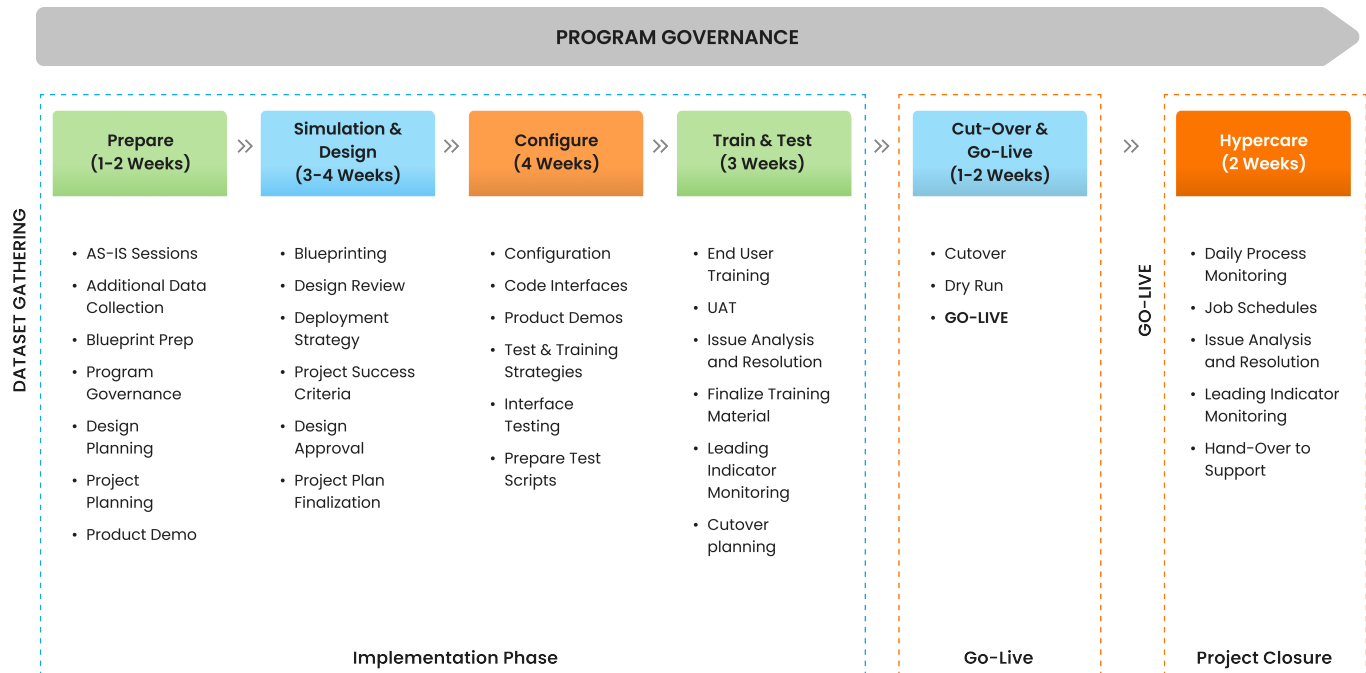 PROGRAM GOVERNANCE
DATASET GATHERING
Prepare
(1-2 Weeks)
• AS-IS Sessions
• Additional Data
Collection
• Blueprint Prep
• Program
Governance
• Design
Planning
• Project
Planning
• Product Demo
Simulation &
Design
(3-4 Weeks)
• Blueprinting
• Design Review
• Deployment
Strategy
• Project Success
Criteria
• Design
Approval
• Project Plan
Finalization
Configure
(4 Weeks)
• Configuration
• Code Interfaces
• Product Demos
• Test & Training
Strategies
• Interface
Testing
• Prepare Test
Scripts
Train & Test
(3 Weeks)
• End User
Training
• UAT
• Issue Analysis
and Resolution
• Finalize Training
Material
• Leading
Indicator
Monitoring
• Cutover
planning
Implementation Phase
Cut-Over &
Go-Live
(1-2 Weeks)
• Cutover
• Dry Run
• GO-LIVE
Go-Live
GO-LIVE
Hypercare
(2 Weeks)
• Daily Process
Monitoring
• Job Schedules
• Issue Analysis
and Resolution
• Leading Indicator
Monitoring
• Hand-Over to
Support
Project Closure